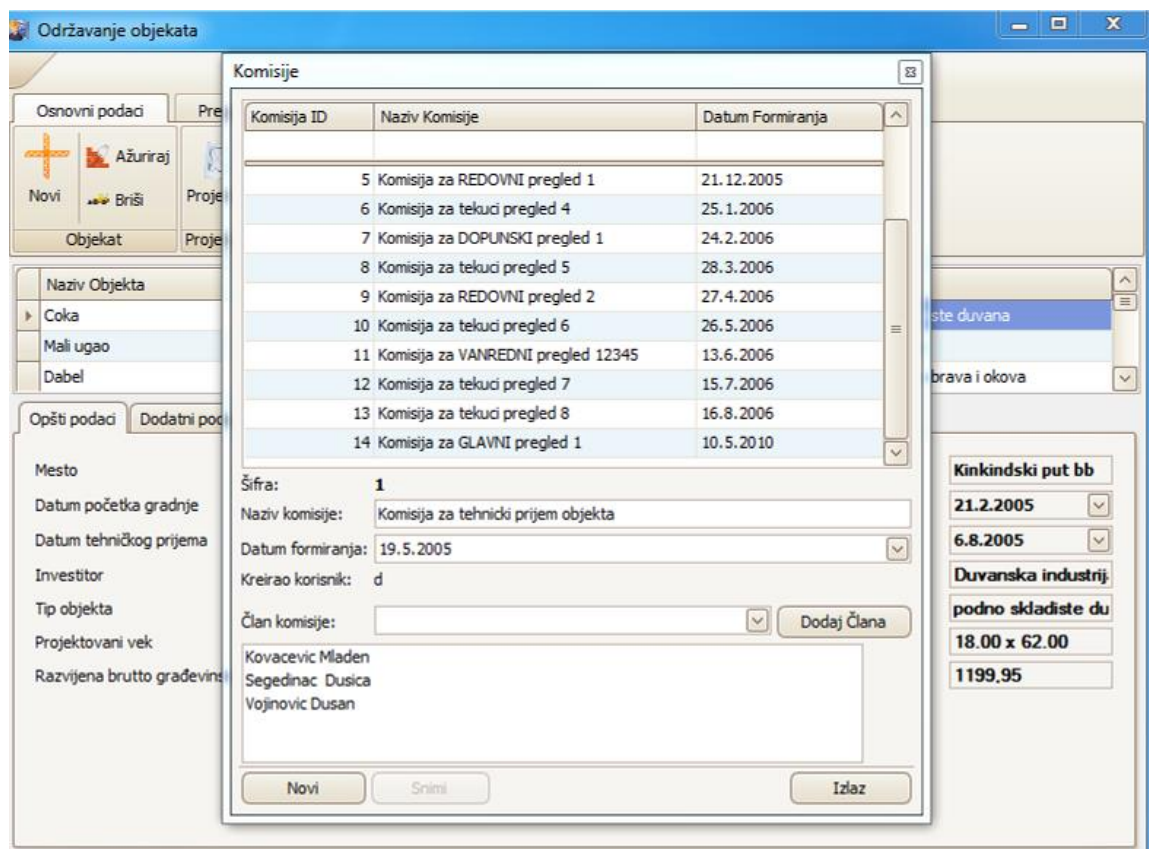 Održavanje objekata
Komisije
Osnovni podaci
Pre
Novi
Ažuriraj
Briši
Proje
Objekat
Proje
Komisija ID Naziv Komisije Datum Formiranja
5 Komisija za REDOVNI pregled 1 21.12.2005
6 Komisija za tekuci pregled 4 25.1.2006
7 Komisija za DOPUNSKI pregled 1 24.2.2006
8 Komisija za tekuci pregled 5 28.3.2006
9 Komisija za REDOVNI pregled 2 27.4.2006
10 Komisija za tekuci pregled 6 26.5.2006
11 Komisija za VANREDNI pregled 12345 13.6.2006
12 Komisija za tekuci pregled 7 15.7.2006
13 Komisija za tekuci pregled 8 16.8.2006
14 Komisija za GLAVNI pregled 1 10.5.2010
Naziv Objekta
Coka
ste duvana
Mali ugao
Dabel
brava i okova
Opšti podaci
Dodatni pod
Mesto
Datum početka gradnje
Datum tehničkog prijema
Investitor
Tip objekta
Projektovani vek
Razvijena brutto građevins
Šifra: 1
Naziv komisije: Komisija za tehnicki prijem objekta
Datum formiranja: 19.5.2005
Kreirao korisnik: d
Član komisije:
Dodaj Člana
Kovacevic Mladen
Segedinac Dusica
Vojinovic Dusan
Novi
Snimi
Izlaz
Kinkindski put bb
21.2.2005
6.8.2005
Duvanska industrij
podno skladiste du
18.00 x 62.00
1199,95